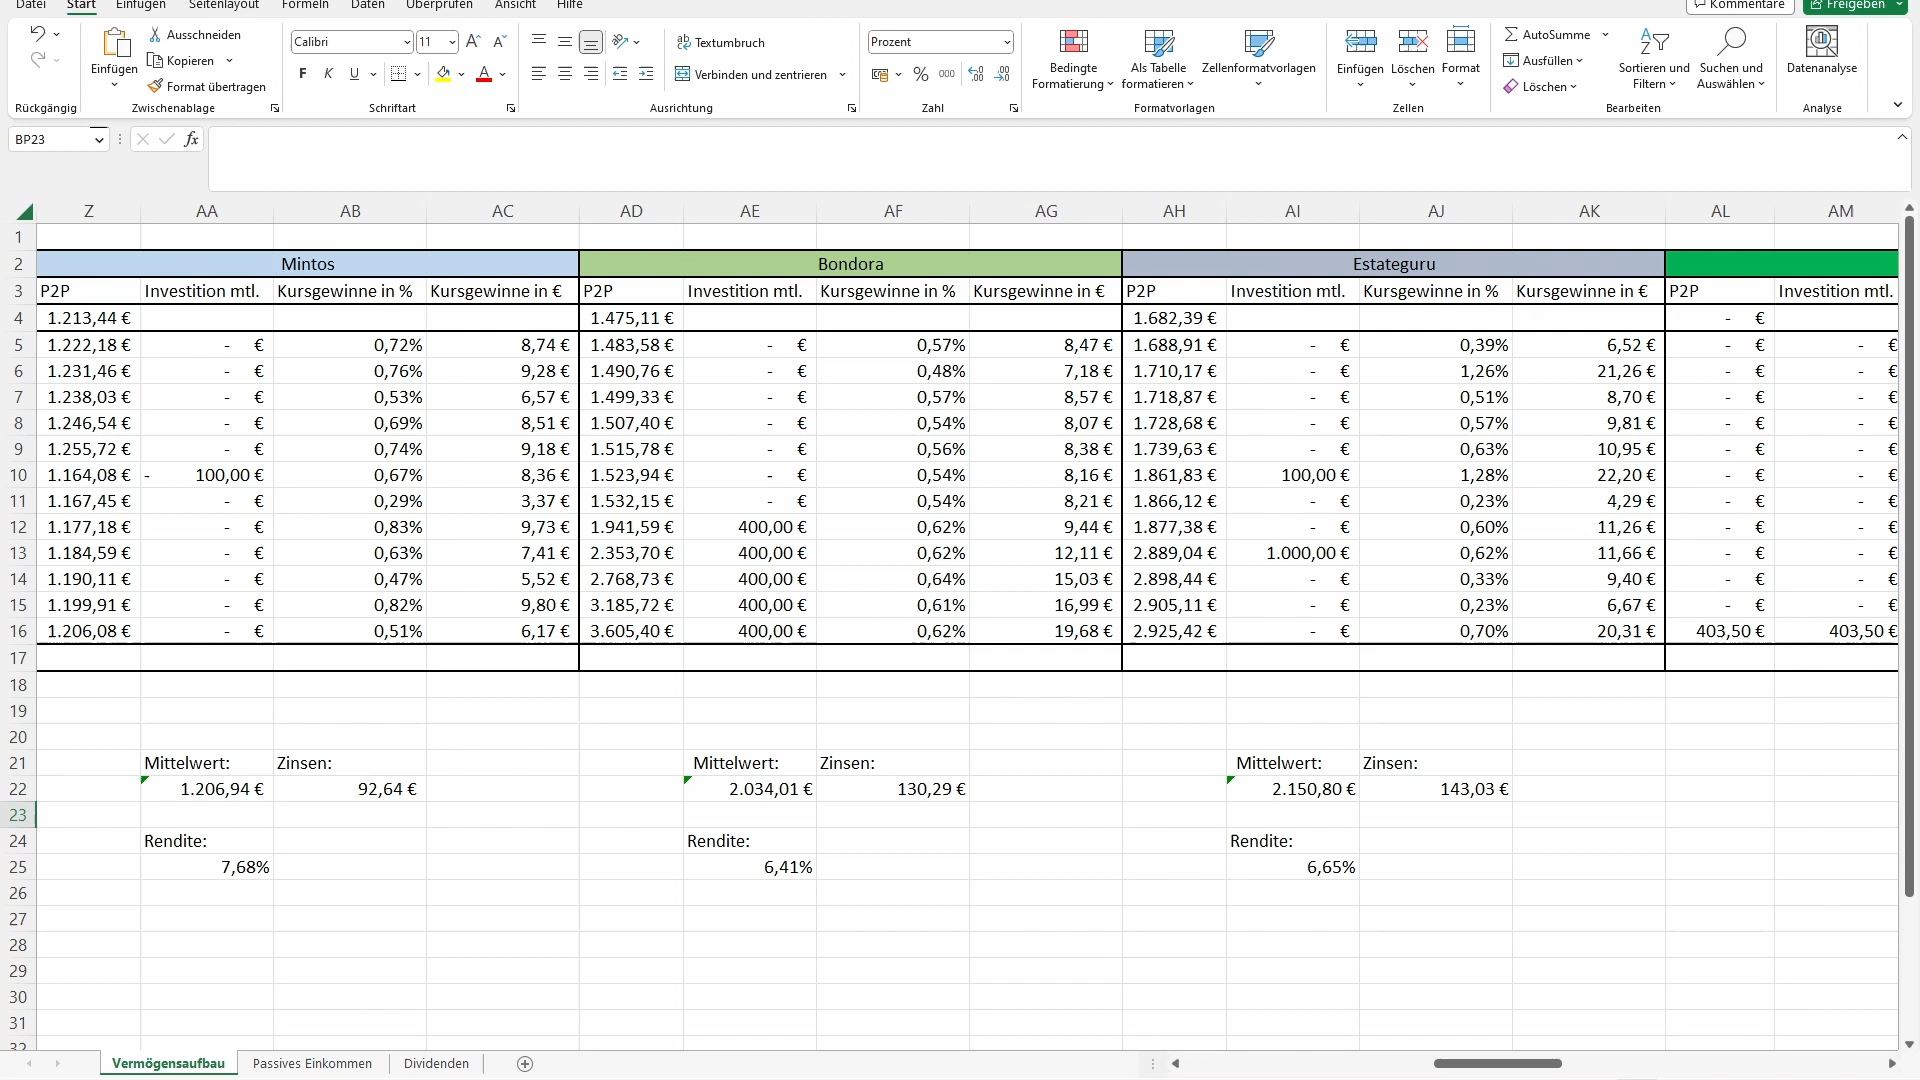 Datei Start Einfügen Seitenlayout Formeln Daten Überprüfen Ansicht Hilfe Kommentare Freigeben
Einfügen Ausschneiden Kopieren Format übertragen
Calibri 11 F K U
ab Textumbruch Verbinden und zentrieren
Prozent % 000
Bedingte Formatierung Als Tabelle formatieren Zellenformatvorlagen
Einfügen Löschen Format
AutoSumme Ausfüllen Löschen
Sortieren und Filtern Suchen und Auswählen
Datenanalyse
Rückgängig Zwischenablage Schriftart Ausrichtung Zahl Formatvorlagen Zellen Bearbeiten Analyse
BP23 fx
Z AA AB AC AD AE AF AG AH AI AJ AK AL AM
1
2 Mintos Bondora Estateguru
3 P2P Investition mtl. Kursgewinne in % Kursgewinne in € P2P Investition mtl. Kursgewinne in % Kursgewinne in € P2P Investition mtl. Kursgewinne in % Kursgewinne in € P2P Investition mtl.
4 1.213,44 € 1.475,11 € 1.682,39 € - €
5 1.222,18 € - € 0,72% 8,74 € 1.483,58 € - € 0,57% 8,47 € 1.688,91 € - € 0,39% 6,52 € - € - €
6 1.231,46 € - € 0,76% 9,28 € 1.490,76 € - € 0,48% 7,18 € 1.710,17 € - € 1,26% 21,26 € - € - €
7 1.238,03 € - € 0,53% 6,57 € 1.499,33 € - € 0,57% 8,57 € 1.718,87 € - € 0,51% 8,70 € - € - €
8 1.246,54 € - € 0,69% 8,51 € 1.507,40 € - € 0,54% 8,07 € 1.728,68 € - € 0,57% 9,81 € - € - €
9 1.255,72 € - € 0,74% 9,18 € 1.515,78 € - € 0,56% 8,38 € 1.739,63 € - € 0,63% 10,95 € - € - €
10 1.164,08 € - 100,00 € 0,67% 8,36 € 1.523,94 € - € 0,54% 8,16 € 1.861,83 € 100,00 € 1,28% 22,20 € - € - €
11 1.167,45 € - € 0,29% 3,37 € 1.532,15 € - € 0,54% 8,21 € 1.866,12 € - € 0,23% 4,29 € - € - €
12 1.177,18 € - € 0,83% 9,73 € 1.941,59 € 400,00 € 0,62% 9,44 € 1.877,38 € - € 0,60% 11,26 € - € - €
13 1.184,59 € - € 0,63% 7,41 € 2.353,70 € 400,00 € 0,62% 12,11 € 2.889,04 € 1.000,00 € 0,62% 11,66 € - € - €
14 1.190,11 € - € 0,47% 5,52 € 2.768,73 € 400,00 € 0,64% 15,03 € 2.898,44 € - € 0,33% 9,40 € - € - €
15 1.199,91 € - € 0,82% 9,80 € 3.185,72 € 400,00 € 0,61% 16,99 € 2.905,11 € - € 0,23% 6,67 € - € - €
16 1.206,08 € - € 0,51% 6,17 € 3.605,40 € 400,00 € 0,62% 19,68 € 2.925,42 € - € 0,70% 20,31 € 403,50 € 403,50 €
17
18
19
20
21 Mittelwert: Zinsen: Mittelwert: Zinsen: Mittelwert: Zinsen:
22 1.206,94 € 92,64 € 2.034,01 € 130,29 € 2.150,80 € 143,03 €
23
24 Rendite: Rendite: Rendite:
25 7,68% 6,41% 6,65%
26
27
28
29
30
31
32
Vermögensaufbau Passives Einkommen Dividenden